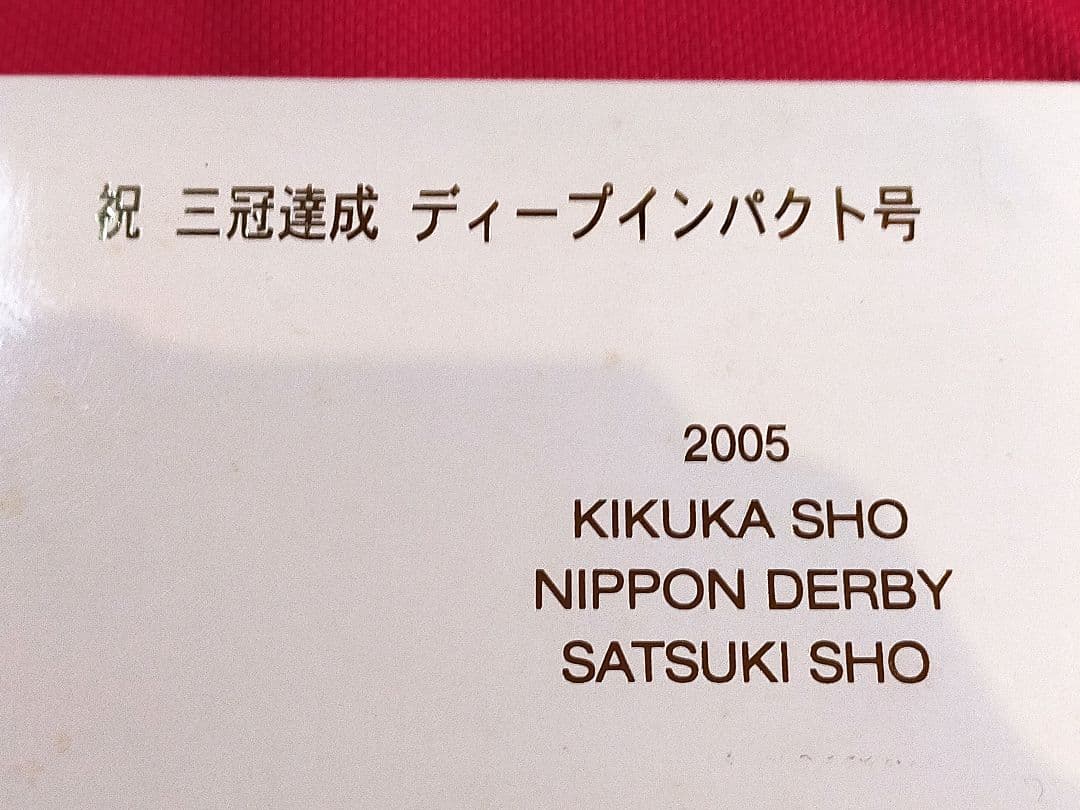 祝 三冠達成 ディープインパクト号
2005
KIKUKA SHO
NIPPON DERBY
SATSUKI SHO